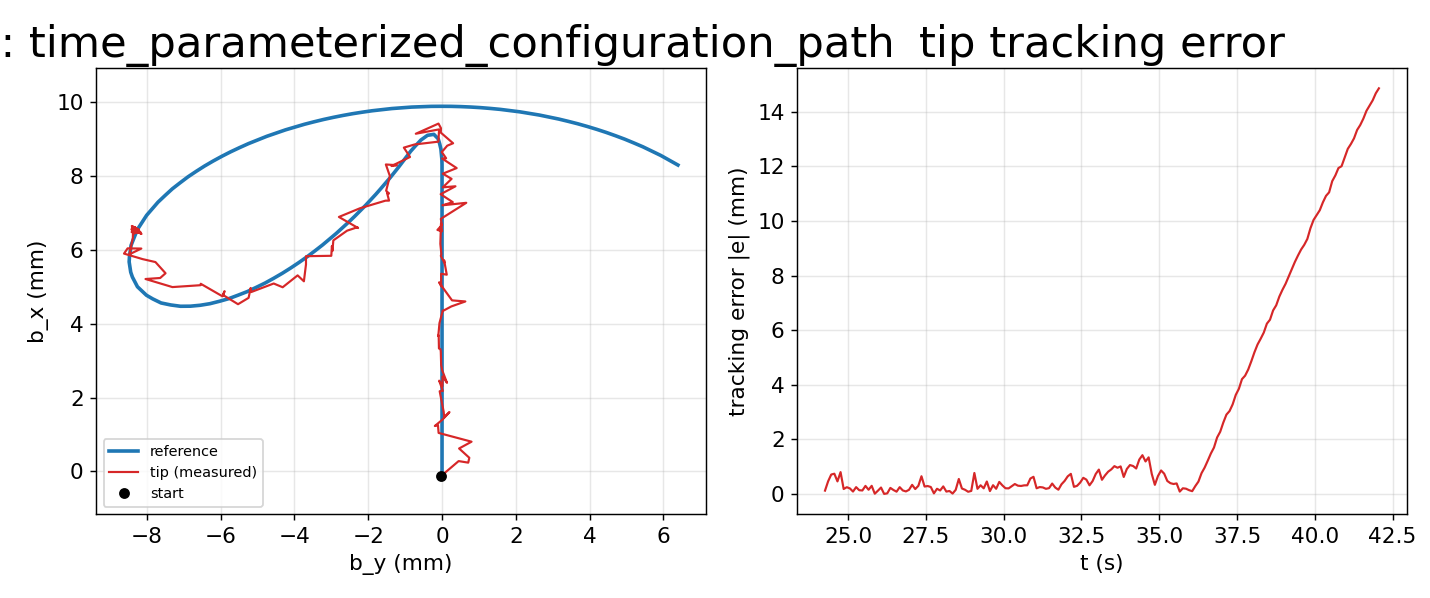 : time_parameterized_configuration_path tip tracking error
10
8
6
4
2
0
b_x (mm)
reference
tip (measured)
start
−8 −6 −4 −2 0 2 4 6
b_y (mm)
14
12
10
8
6
4
2
0
tracking error |e| (mm)
25.0 27.5 30.0 32.5 35.0 37.5 40.0 42.5
t (s)